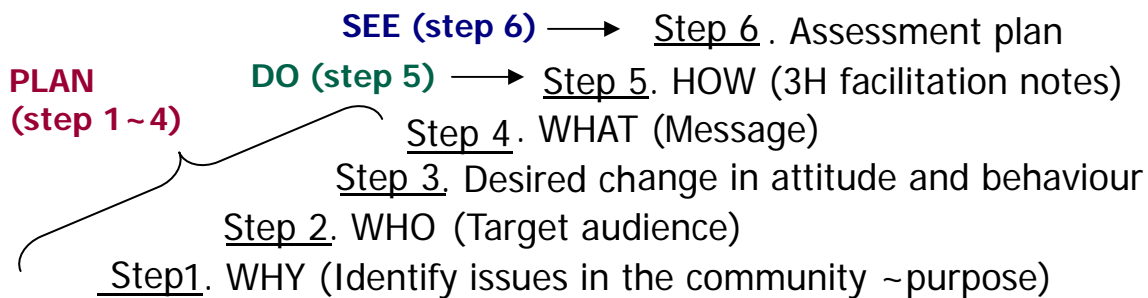 SEE (step 6) Step 6 . Assessment plan
PLAN
(step 1~4)
DO (step 5) Step 5. HOW (3H facilitation notes)
Step 4. WHAT (Message)
Step 3. Desired change in attitude and behaviour
Step 2. WHO (Target audience)
Step1. WHY (Identify issues in the community ~purpose)